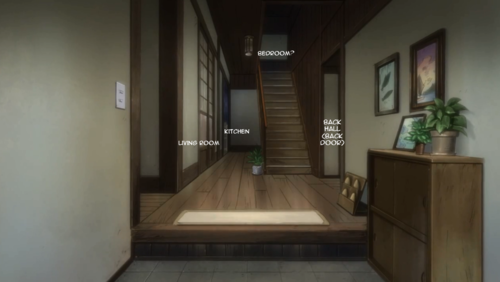 BEDROOM?
KITCHEN
LIVING ROOM
BACK
HALL
(BACK
DOOR)